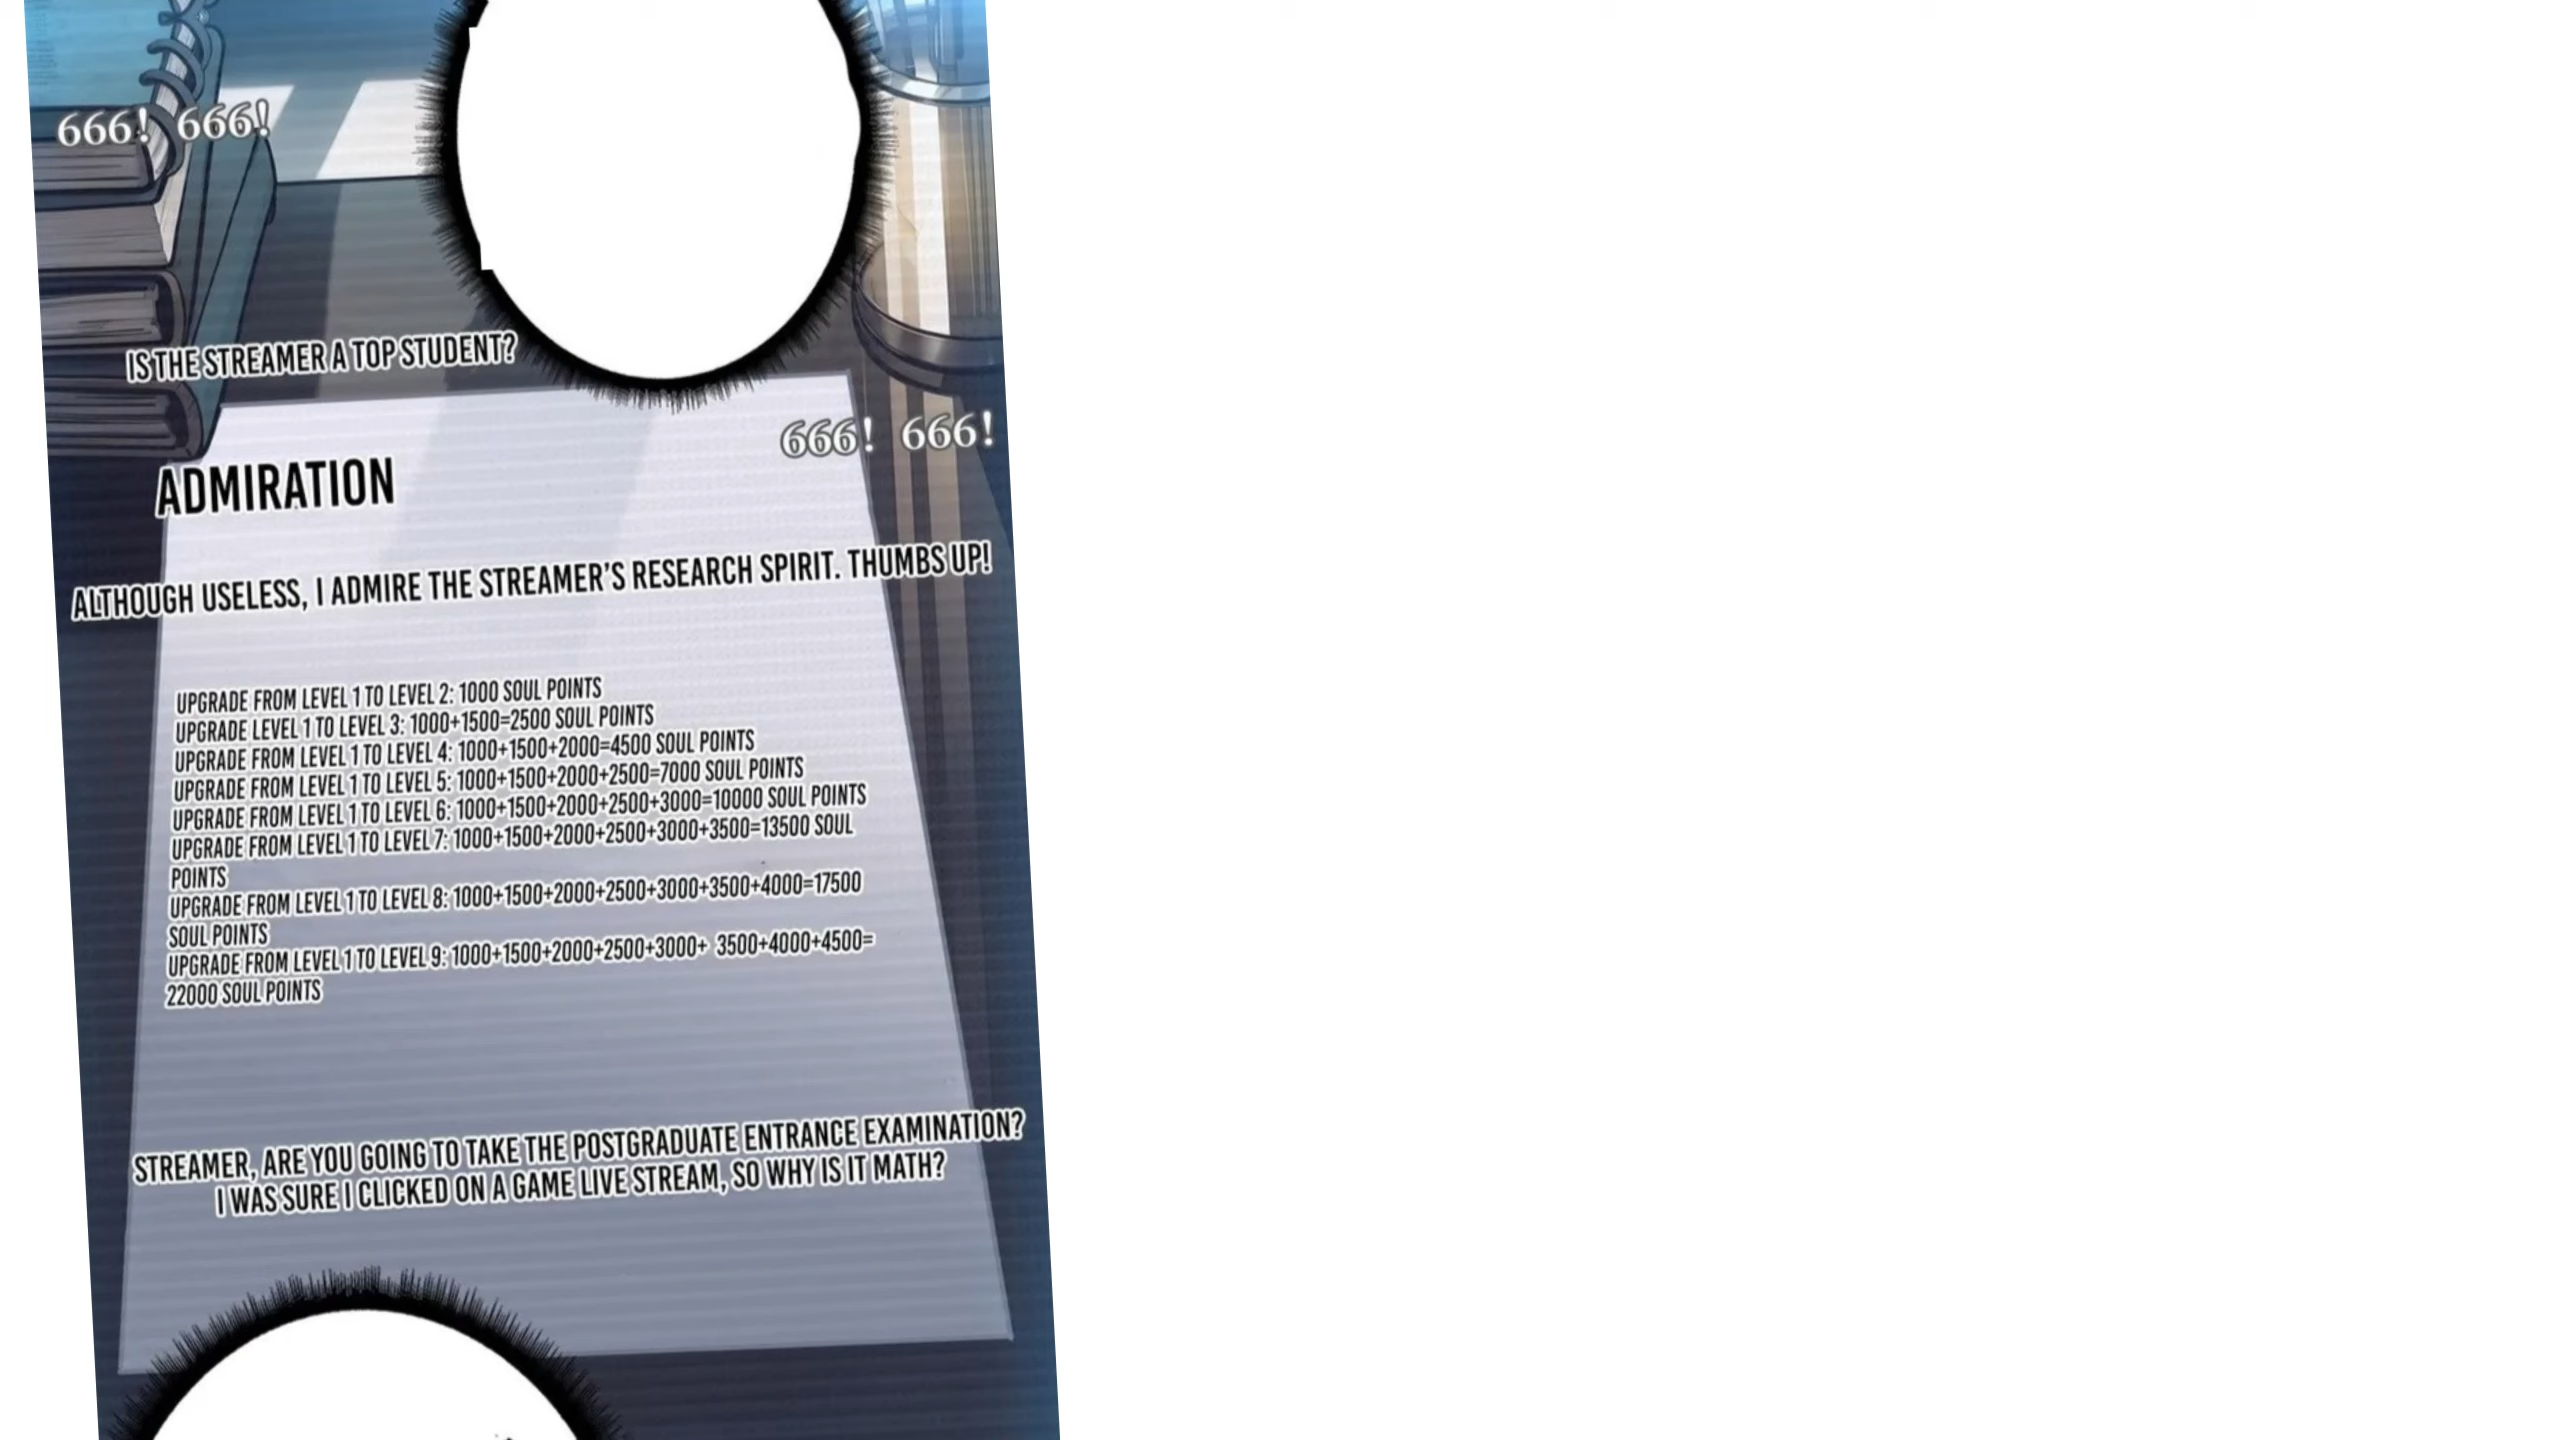 666! 666!
IS THE STREAMER A TOP STUDENT?
666! 666!
ADMIRATION
ALTHOUGH USELESS, I ADMIRE THE STREAMER'S RESEARCH SPIRIT. THUMBS UP!
UPGRADE FROM LEVEL 1 TO LEVEL 2: 1000 SOUL POINTS
UPGRADE LEVEL 1 TO LEVEL 3: 1000+1500=2500 SOUL POINTS
UPGRADE FROM LEVEL 1 TO LEVEL 4: 1000+1500+2000=4500 SOUL POINTS
UPGRADE FROM LEVEL 1 TO LEVEL 5: 1000+1500+2000+2500=7000 SOUL POINTS
UPGRADE FROM LEVEL 1 TO LEVEL 6: 1000+1500+2000+2500+3000=10000 SOUL POINTS
UPGRADE FROM LEVEL 1 TO LEVEL 7: 1000+1500+2000+2500+3000+3500=13500 SOUL
POINTS
UPGRADE FROM LEVEL 1 TO LEVEL 8: 1000+1500+2000+2500+3000+3500+4000=17500
SOUL POINTS
UPGRADE FROM LEVEL 1 TO LEVEL 9: 1000+1500+2000+2500+3000+ 3500+4000+4500=
22000 SOUL POINTS
STREAMER, ARE YOU GOING TO TAKE THE POSTGRADUATE ENTRANCE EXAMINATION?
I WAS SURE I CLICKED ON A GAME LIVE STREAM, SO WHY IS IT MATH?